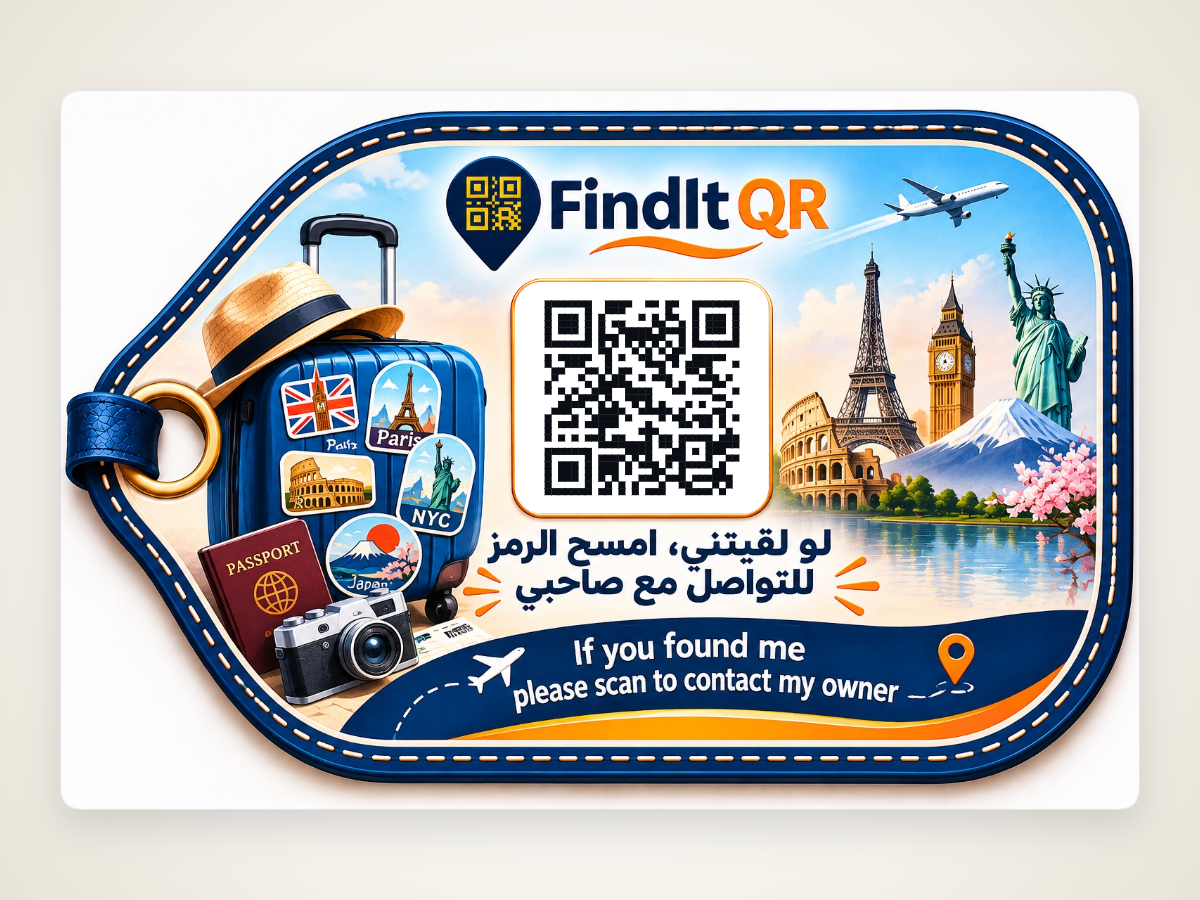 FindIt QR
Paris
NYC
Japan
PASSPORT
لو لقيتني، امسح الرمز
للتواصل مع صاحبي
If you found me
please scan to contact my owner